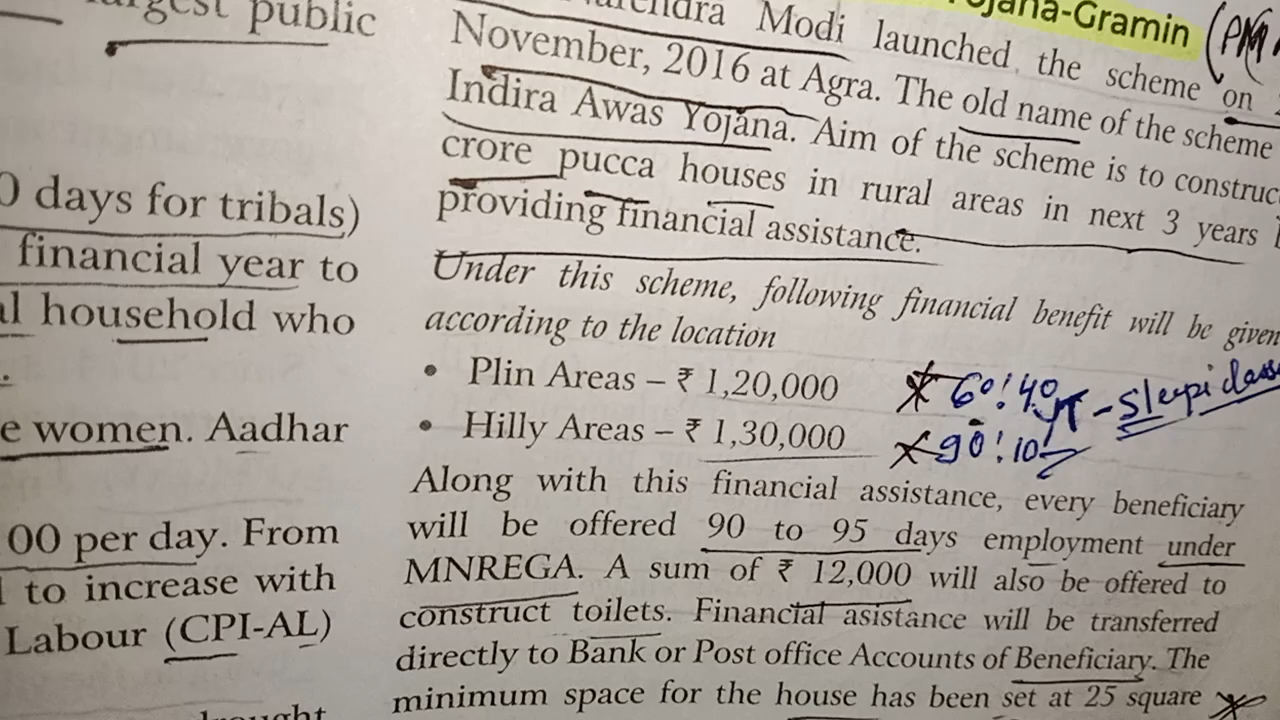 largest public
0 days for tribals)
financial year to
al household who
.
e women. Aadhar
00 per day. From
to increase with
Labour (CPI-AL)
drought
Yojana-Gramin
Narendra Modi launched the scheme on
November, 2016 at Agra. The old name of the scheme
Indira Awas Yojana. Aim of the scheme is to construct
crore pucca houses in rural areas in next 3 years
providing financial assistance.
Under this scheme, following financial benefit will be given
according to the location
• Plin Areas – ₹ 1,20,000
60:40
• Hilly Areas – ₹ 1,30,000
90:10
Along with this financial assistance, every beneficiary
will be offered 90 to 95 days employment under
MNREGA. A sum of ₹ 12,000 will also be offered to
construct toilets. Financial asistance will be transferred
directly to Bank or Post office Accounts of Beneficiary. The
minimum space for the house has been set at 25 square